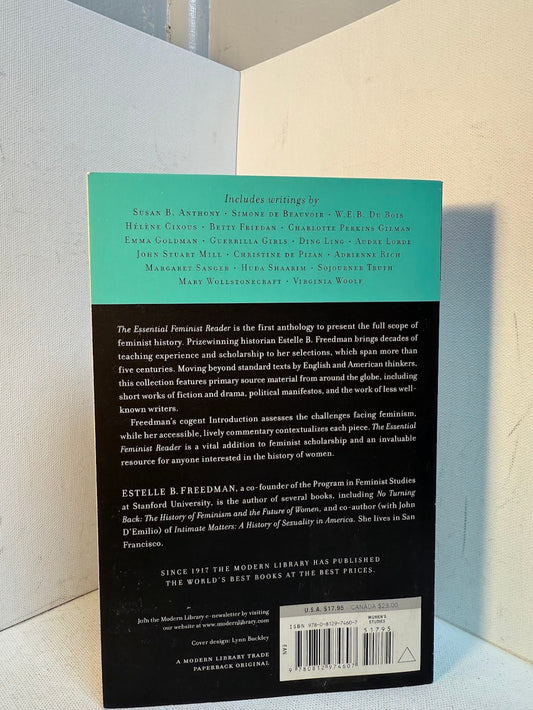 Includes writings by
SUSAN B. ANTHONY · SIMONE DE BEAUVOIR · W.E.B. DU BOIS
HÉLÈNE CIXOUS · BETTY FRIEDAN · CHARLOTTE PERKINS GILMAN
EMMA GOLDMAN · GUERRILLA GIRLS · DING LING · AUDRE LORDE
JOHN STUART MILL · CHRISTINE DE PIZAN · ADRIENNE RICH
MARGARET SANGER · HUDA SHAARIM · SOJOURNER TRUTH
MARY WOLLSTONECRAFT · VIRGINIA WOOLF
The Essential Feminist Reader is the first anthology to present the full scope of
feminist history. Prizewinning historian Estelle B. Freedman brings decades of
teaching experience and scholarship to her selections, which span more than
five centuries. Moving beyond standard texts by English and American thinkers,
this collection features primary source material from around the globe, including
short works of fiction and drama, political manifestos, and the work of less well-
known writers.
Freedman's cogent Introduction assesses the challenges facing feminism,
while her accessible, lively commentary contextualizes each piece. The Essential
Feminist Reader is a vital addition to feminist scholarship and an invaluable
resource for anyone interested in the history of women.
ESTELLE B. FREEDMAN, a co-founder of the Program in Feminist Studies
at Stanford University, is the author of several books, including No Turning
Back: The History of Feminism and the Future of Women, and co-author (with John
D'Emilio) of Intimate Matters: A History of Sexuality in America. She lives in San
Francisco.
SINCE 1917 THE MODERN LIBRARY HAS PUBLISHED
THE WORLD'S BEST BOOKS AT THE BEST PRICES.
Join the Modern Library e-newsletter by visiting
our website at www.modernlibrary.com
Cover design: Lynn Buckley
A MODERN LIBRARY TRADE
PAPERBACK ORIGINAL
U.S.A. $17.95 CANADA $23.00
ISBN 978-0-8129-7460-7
WOMEN'S
STUDIES
51795
EAN
9 780812 974607